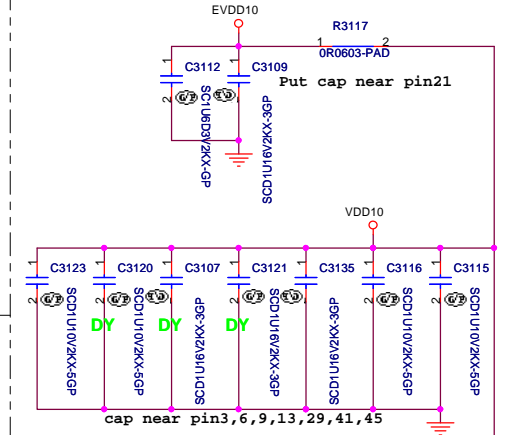 EVDD10
R3117
1 2
0R0603-PAD
1 C3112 1 C3109
2 2
SC1U6D3V2KX-GP
SCD1U16V2KX-3GP
Put cap near pin21
VDD10
1 1 1 1 1 1 1
C3123 C3120 C3107 C3121 C3135 C3116 C3115
2 2 2 2 2 2 2
SCD1U10V2KX-5GP
SCD1U10V2KX-5GP
SCD1U16V2KX-3GP
SCD1U16V2KX-3GP
SCD1U16V2KX-3GP
SCD1U10V2KX-5GP
SCD1U10V2KX-5GP
DY DY DY
cap near pin3,6,9,13,29,41,45